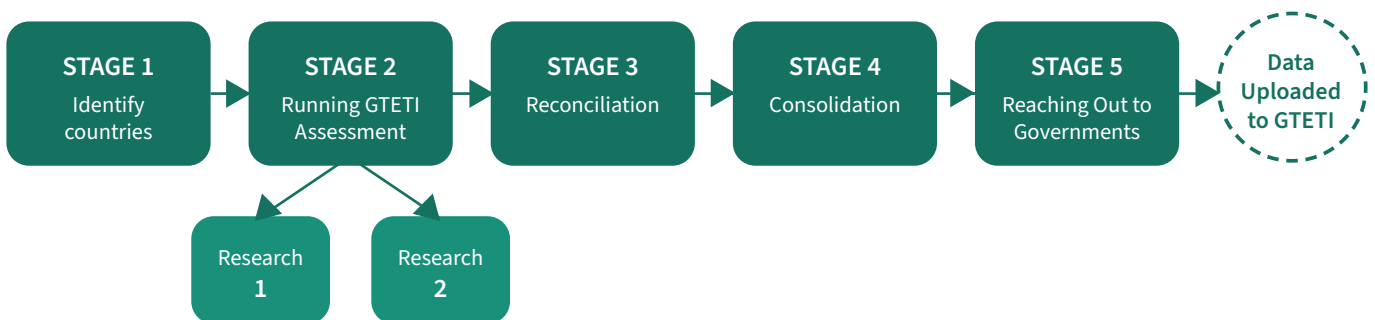 STAGE 1
Identify
countries
STAGE 2
Running GTETI
Assessment
STAGE 3
Reconciliation
STAGE 4
Consolidation
STAGE 5
Reaching Out to
Governments
Data
Uploaded
to GTETI
Research
1
Research
2